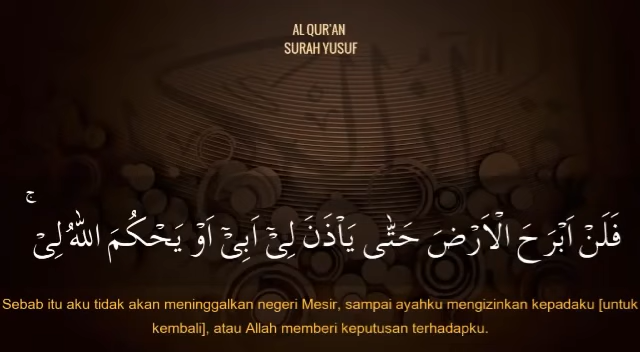 AL QUR'AN
SURAH YUSUF
فَلَنْ اَبْرَحَ الْاَرْضَ حَتّٰى يَاْذَنَ لِيْٓ اَبِيْٓ اَوْ يَحْكُمَ اللّٰهُ لِيْۚ
Sebab itu aku tidak akan meninggalkan negeri Mesir, sampai ayahku mengizinkan kepadaku [untuk
kembali], atau Allah memberi keputusan terhadapku.